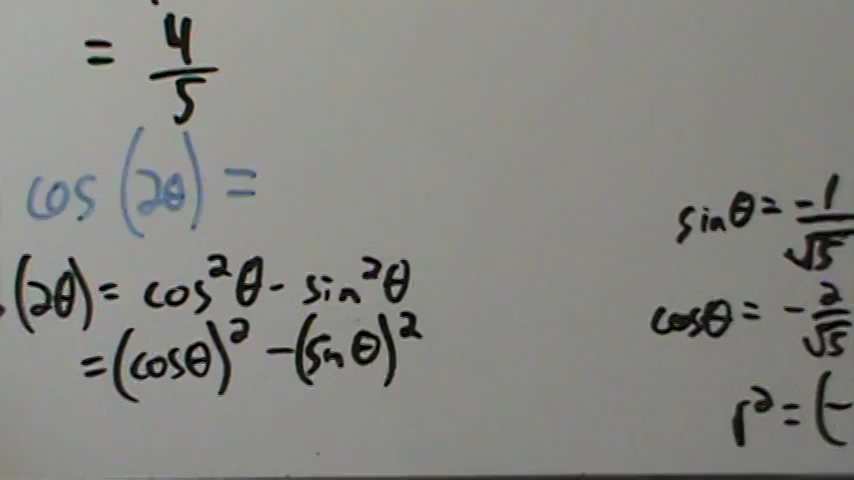 = 4/5
cos(2θ) =
(2θ) = cos²θ - sin²θ
= (cosθ)² - (sinθ)²
sinθ = -1/√5
cosθ = -2/√5
r² = (-